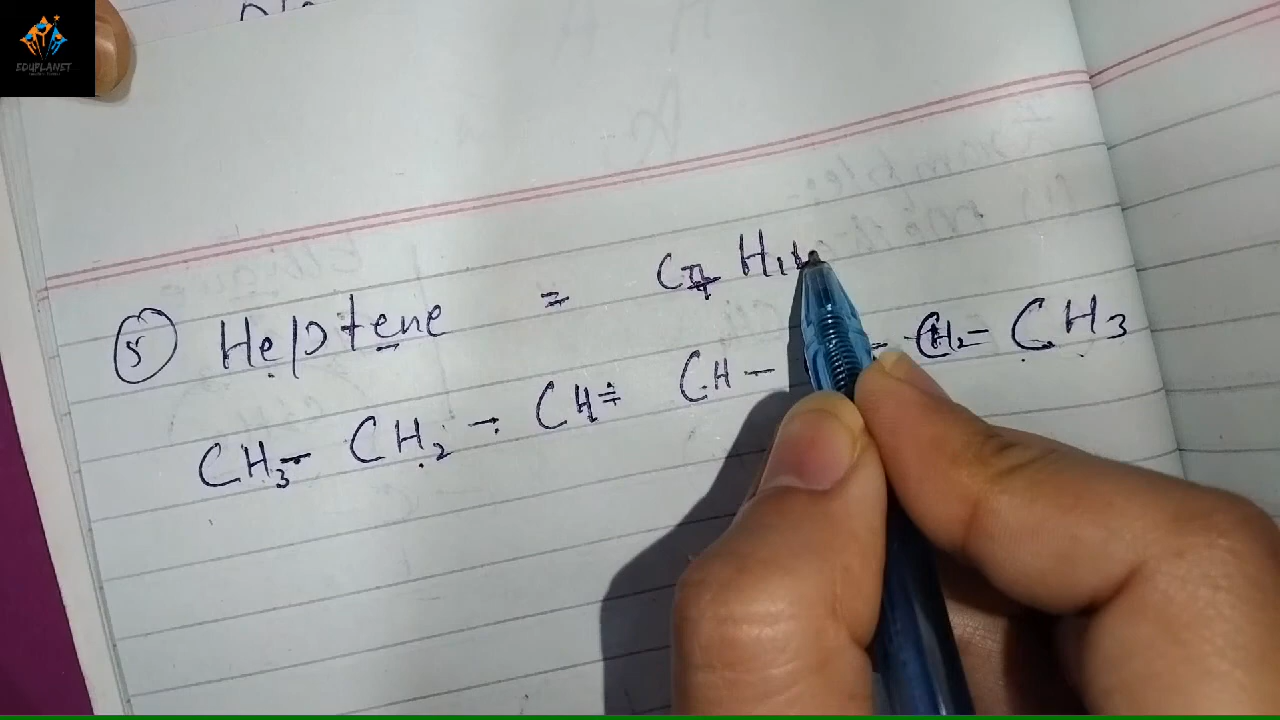 EDUPLANET
5 Heptene = C7 H1
CH3 - CH2 - CH = CH - - CH2 - CH3